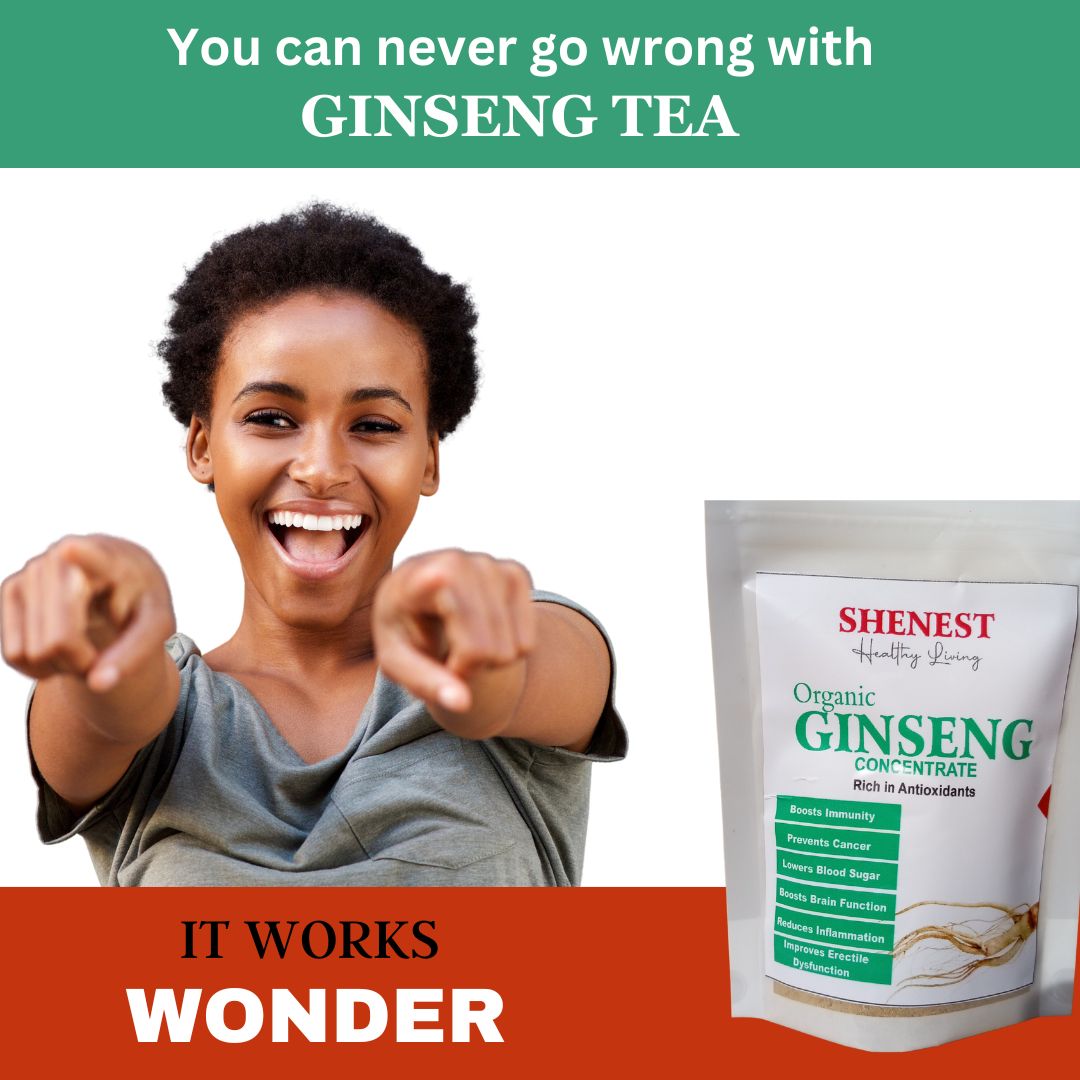 You can never go wrong with
GINSENG TEA
SHENEST
Healthy Living
Organic
GINSENG
CONCENTRATE
Rich in Antioxidants
Boosts Immunity
Prevents Cancer
Lowers Blood Sugar
Boosts Brain Function
Reduces Inflammation
Improves Erectile
Dysfunction
IT WORKS
WONDER